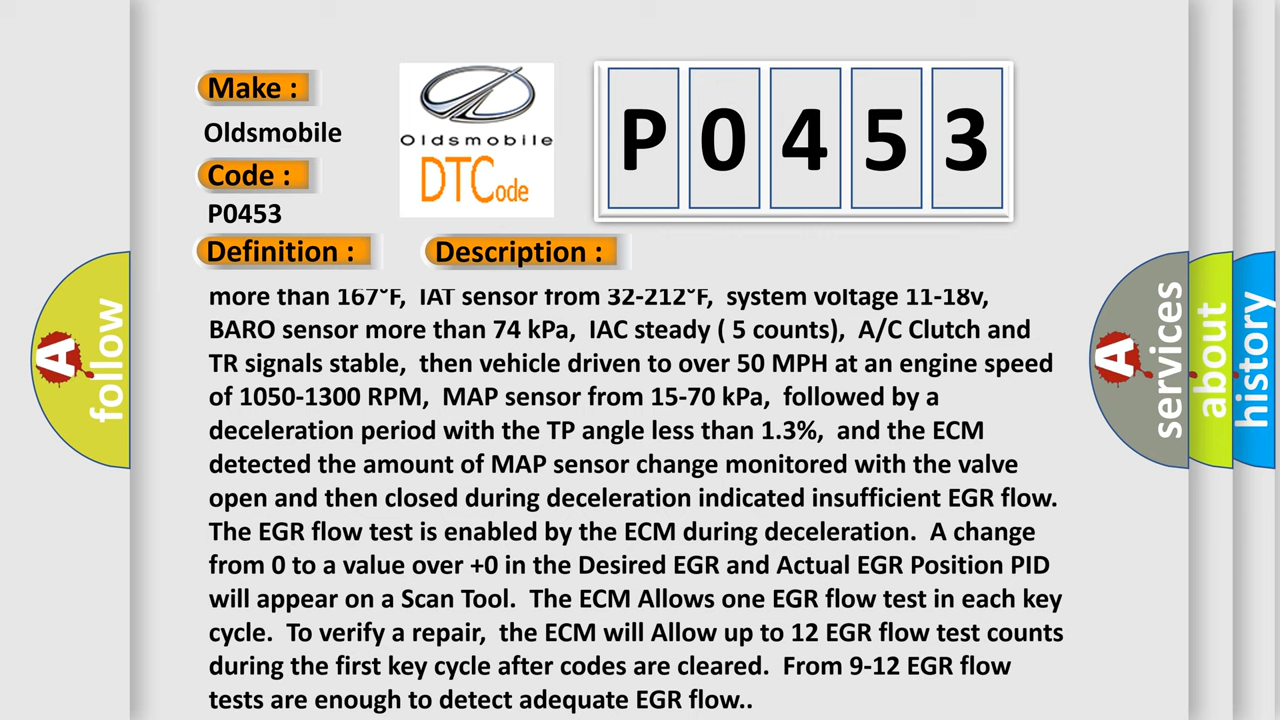 Make :
Oldsmobile
Code :
P0453
Oldsmobile
DTCode
P0453
Definition :
Description :
more than 167°F, IAT sensor from 32-212°F, system voltage 11-18v,
BARO sensor more than 74 kPa, IAC steady ( 5 counts), A/C Clutch and
TR signals stable, then vehicle driven to over 50 MPH at an engine speed
of 1050-1300 RPM, MAP sensor from 15-70 kPa, followed by a
deceleration period with the TP angle less than 1.3%, and the ECM
detected the amount of MAP sensor change monitored with the valve
open and then closed during deceleration indicated insufficient EGR flow.
The EGR flow test is enabled by the ECM during deceleration. A change
from 0 to a value over +0 in the Desired EGR and Actual EGR Position PID
will appear on a Scan Tool. The ECM Allows one EGR flow test in each key
cycle. To verify a repair, the ECM will Allow up to 12 EGR flow test counts
during the first key cycle after codes are cleared. From 9-12 EGR flow
tests are enough to detect adequate EGR flow..
A follow
A services
about
history